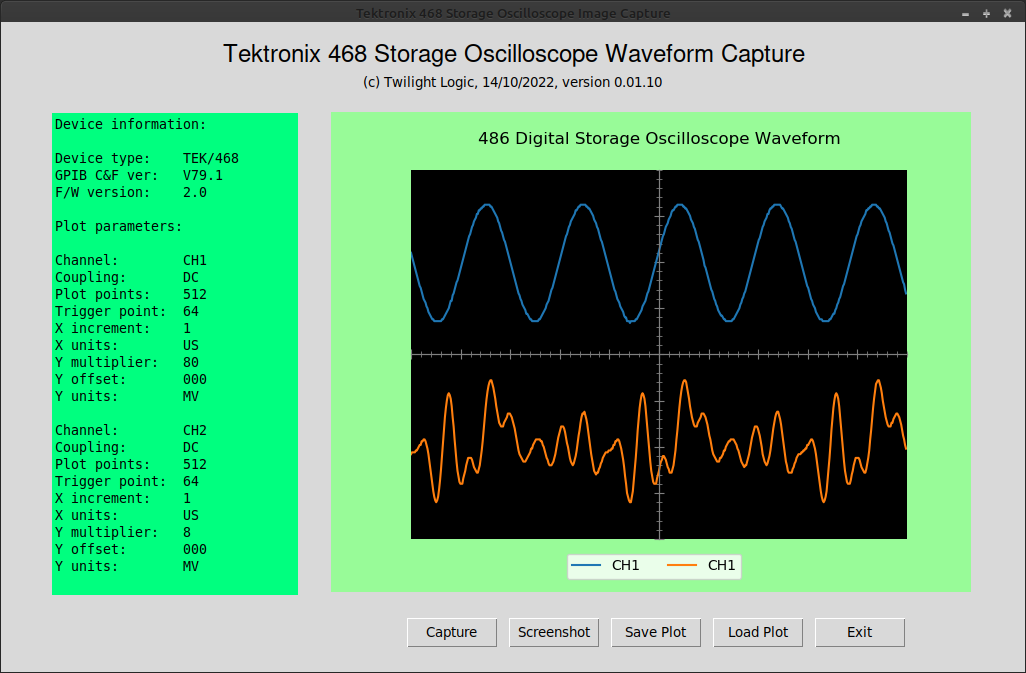 Tektronix 468 Storage Oscilloscope Image Capture
Tektronix 468 Storage Oscilloscope Waveform Capture
(c) Twilight Logic, 14/10/2022, version 0.01.10
Device information:
Device type: TEK/468
GPIB C&F ver: V79.1
F/W version: 2.0
Plot parameters:
Channel: CH1
Coupling: DC
Plot points: 512
Trigger point: 64
X increment: 1
X units: US
Y multiplier: 80
Y offset: 000
Y units: MV
Channel: CH2
Coupling: DC
Plot points: 512
Trigger point: 64
X increment: 1
X units: US
Y multiplier: 8
Y offset: 000
Y units: MV
486 Digital Storage Oscilloscope Waveform
CH1 CH1
Capture Screenshot Save Plot Load Plot Exit